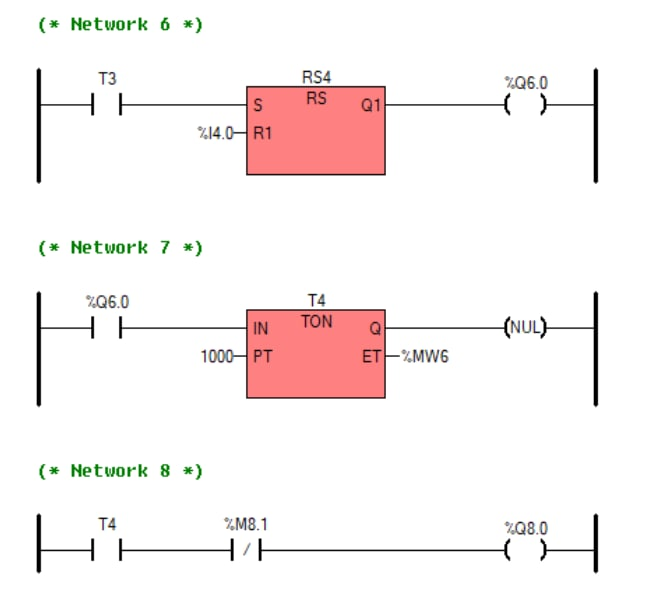 (* Network 6 *)
T3
RS4
%Q6.0
S RS Q1
%I4.0 R1
(* Network 7 *)
%Q6.0
T4
IN TON Q (NUL)
1000 PT ET %MW6
(* Network 8 *)
T4 %M8.1 %Q8.0
/